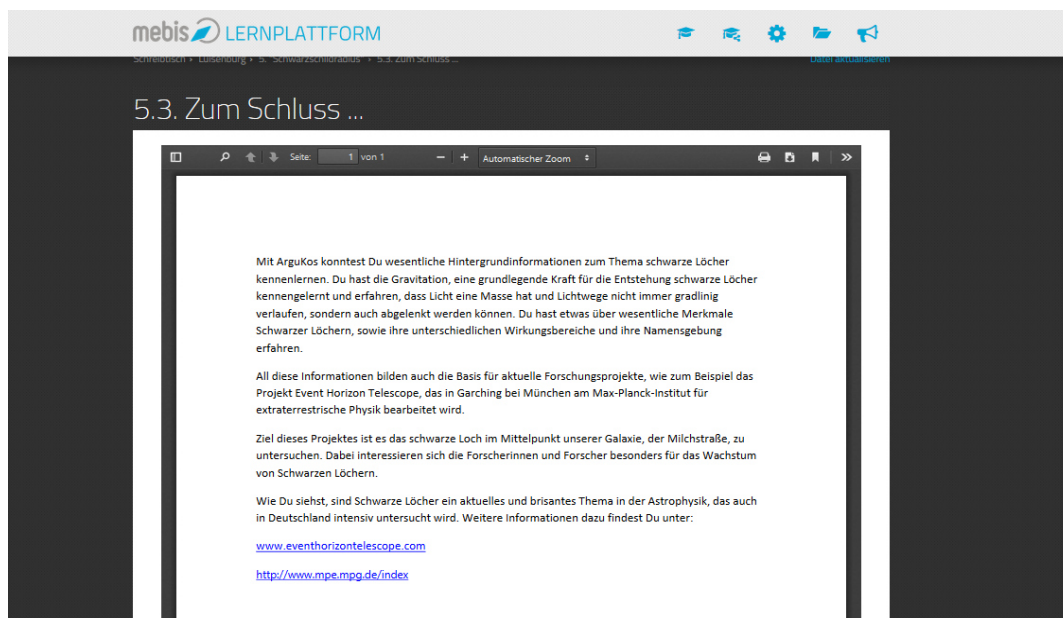 mebis LERNPLATTFORM
Schreibtisch › Luisenburg › 5. Schwarzschildradius › 5.3. Zum Schluss ...
Datei aktualisieren
5.3. Zum Schluss ...
Seite: 1 von 1 Automatischer Zoom
Mit ArguKos konntest Du wesentliche Hintergrundinformationen zum Thema schwarze Löcher
kennenlernen. Du hast die Gravitation, eine grundlegende Kraft für die Entstehung schwarze Löcher
kennengelernt und erfahren, dass Licht eine Masse hat und Lichtwege nicht immer gradlinig
verlaufen, sondern auch abgelenkt werden können. Du hast etwas über wesentliche Merkmale
Schwarzer Löchern, sowie ihre unterschiedlichen Wirkungsbereiche und ihre Namensgebung
erfahren.
All diese Informationen bilden auch die Basis für aktuelle Forschungsprojekte, wie zum Beispiel das
Projekt Event Horizon Telescope, das in Garching bei München am Max-Planck-Institut für
extraterrestrische Physik bearbeitet wird.
Ziel dieses Projektes ist es das schwarze Loch im Mittelpunkt unserer Galaxie, der Milchstraße, zu
untersuchen. Dabei interessieren sich die Forscherinnen und Forscher besonders für das Wachstum
von Schwarzen Löchern.
Wie Du siehst, sind Schwarze Löcher ein aktuelles und brisantes Thema in der Astrophysik, das auch
in Deutschland intensiv untersucht wird. Weitere Informationen dazu findest Du unter:
www.eventhorizontelescope.com
http://www.mpe.mpg.de/index